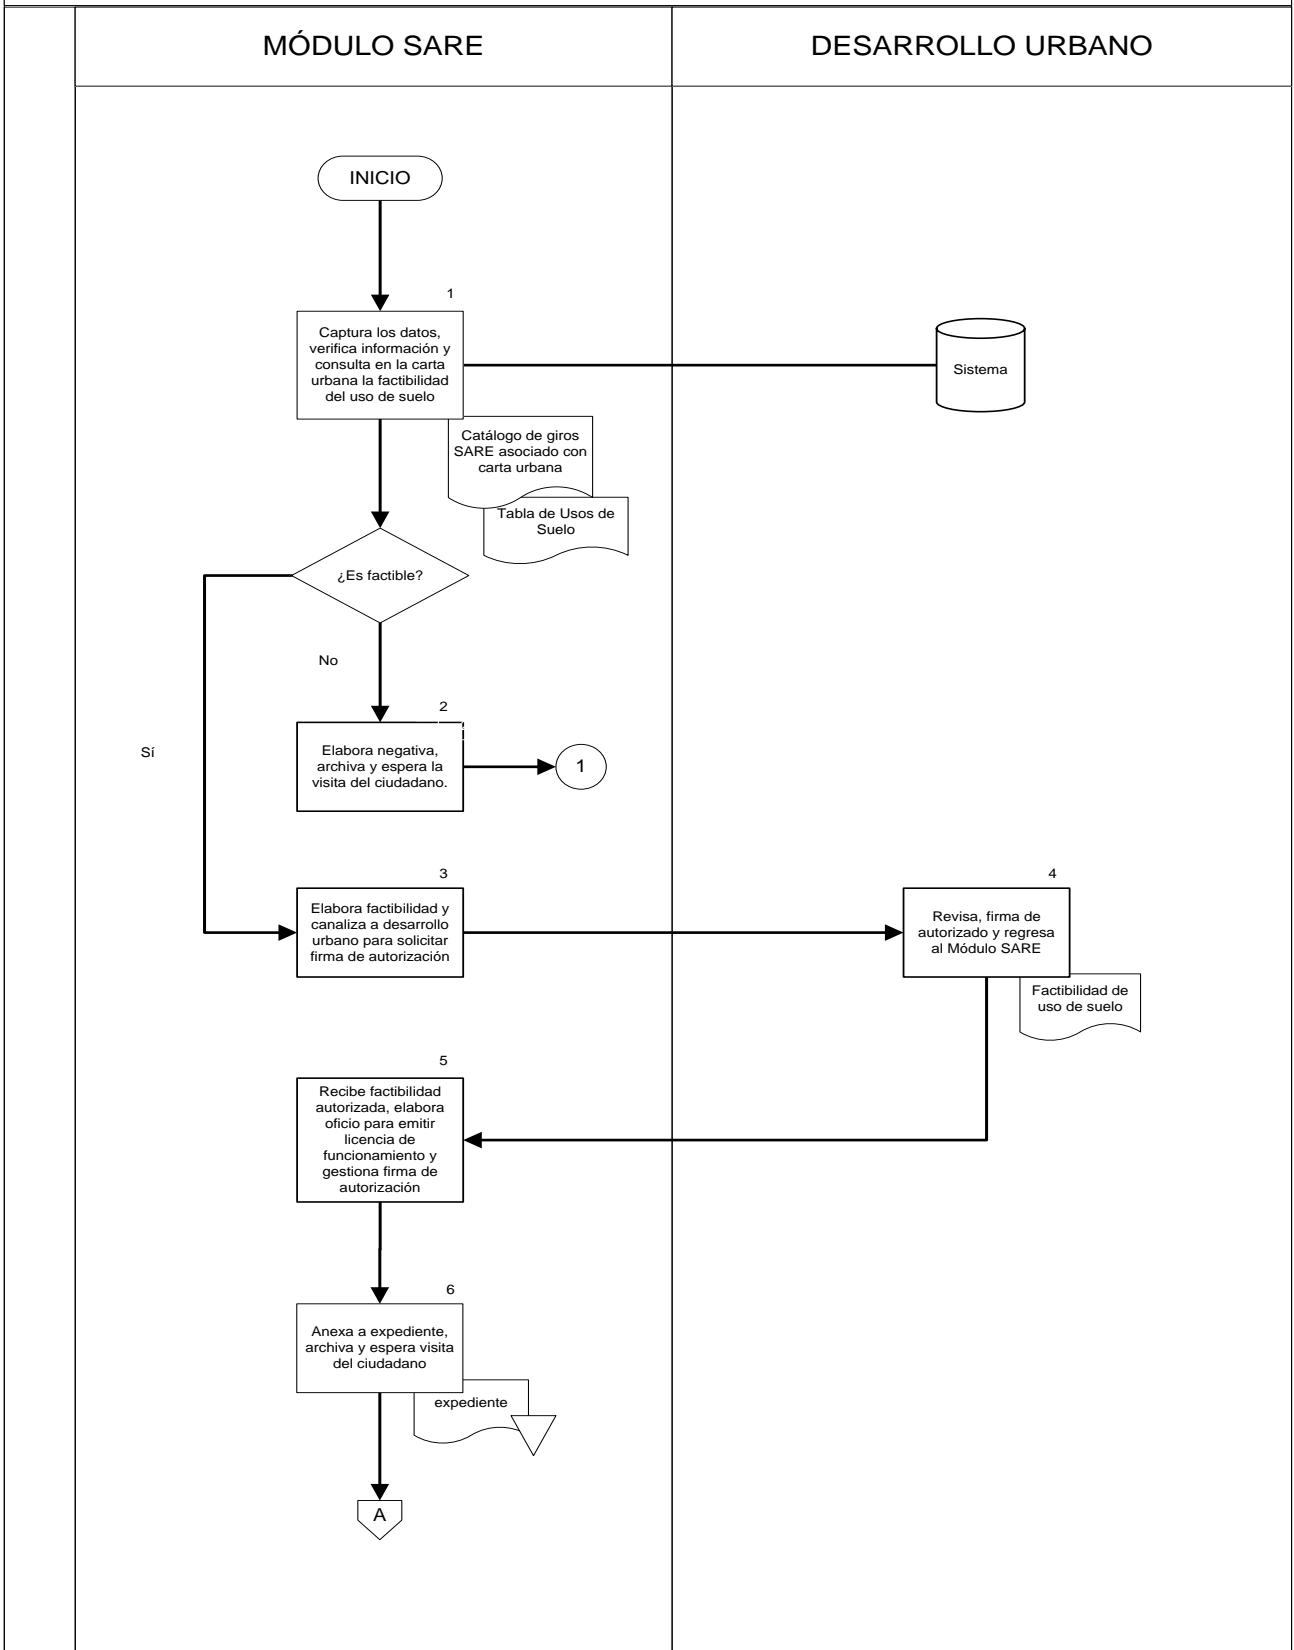 MÓDULO SARE
DESARROLLO URBANO
INICIO
1
Captura los datos,
verifica información y
consulta en la carta
urbana la factibilidad
del uso de suelo
Sistema
Catálogo de giros
SARE asociado con
carta urbana
Tabla de Usos de
Suelo
¿Es factible?
No
Sí
2
Elabora negativa,
archiva y espera la
visita del ciudadano.
1
3
Elabora factibilidad y
canaliza a desarrollo
urbano para solicitar
firma de autorización
4
Revisa, firma de
autorizado y regresa
al Módulo SARE
Factibilidad de
uso de suelo
5
Recibe factibilidad
autorizada, elabora
oficio para emitir
licencia de
funcionamiento y
gestiona firma de
autorización
6
Anexa a expediente,
archiva y espera visita
del ciudadano
expediente
A